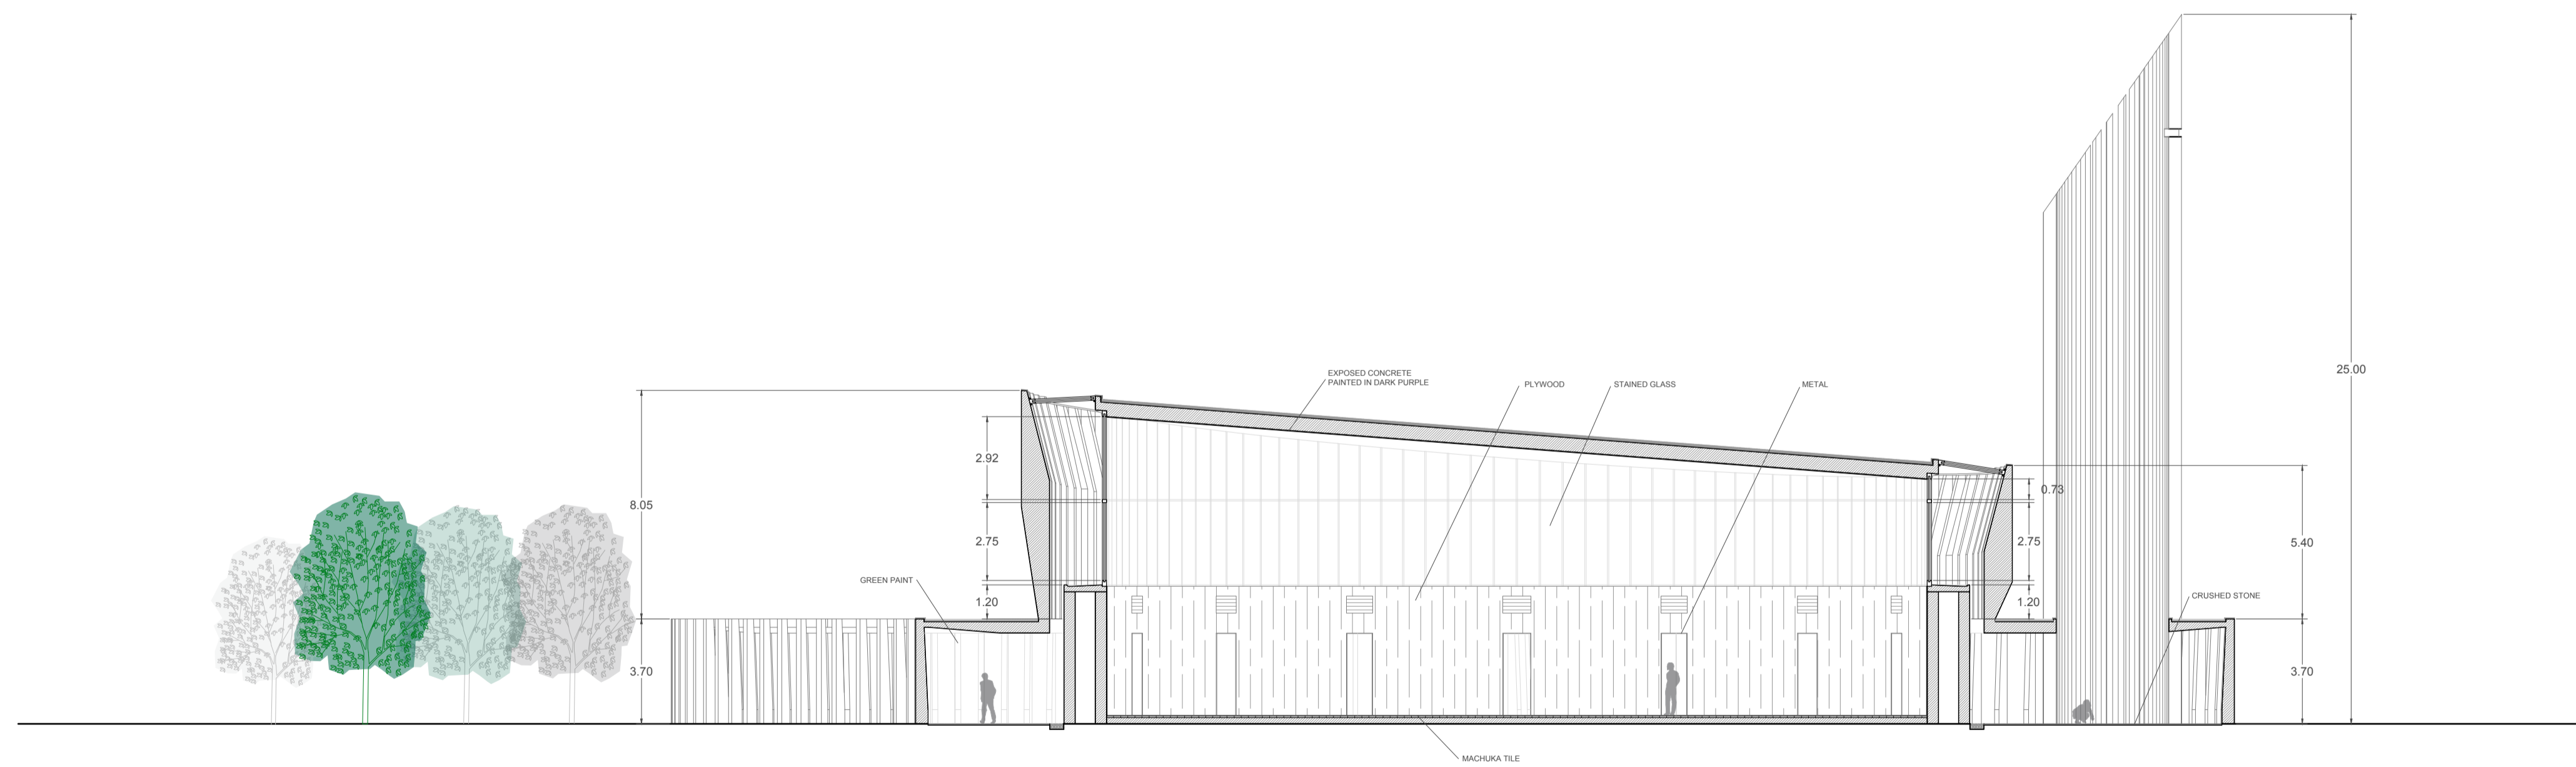 25.00
EXPOSED CONCRETE
PAINTED IN DARK PURPLE
PLYWOOD
STAINED GLASS
METAL
2.92
0.73
8.05
2.75
2.75
5.40
GREEN PAINT
1.20
1.20
CRUSHED STONE
3.70
3.70
MACHUKA TILE